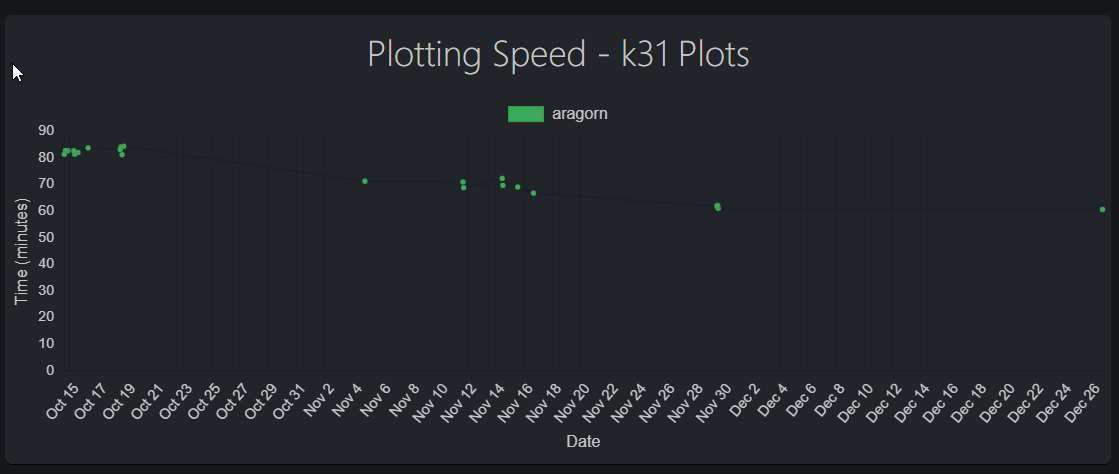 Plotting Speed - k31 Plots
aragorn
90
80
70
60
50
40
30
20
10
0
Time (minutes)
Oct 15
Oct 17
Oct 19
Oct 21
Oct 23
Oct 25
Oct 27
Oct 29
Oct 31
Nov 2
Nov 4
Nov 6
Nov 8
Nov 10
Nov 12
Nov 14
Nov 16
Nov 18
Nov 20
Nov 22
Nov 24
Nov 26
Nov 28
Nov 30
Dec 2
Dec 4
Dec 6
Dec 8
Dec 10
Dec 12
Dec 14
Dec 16
Dec 18
Dec 20
Dec 22
Dec 24
Dec 26
Date